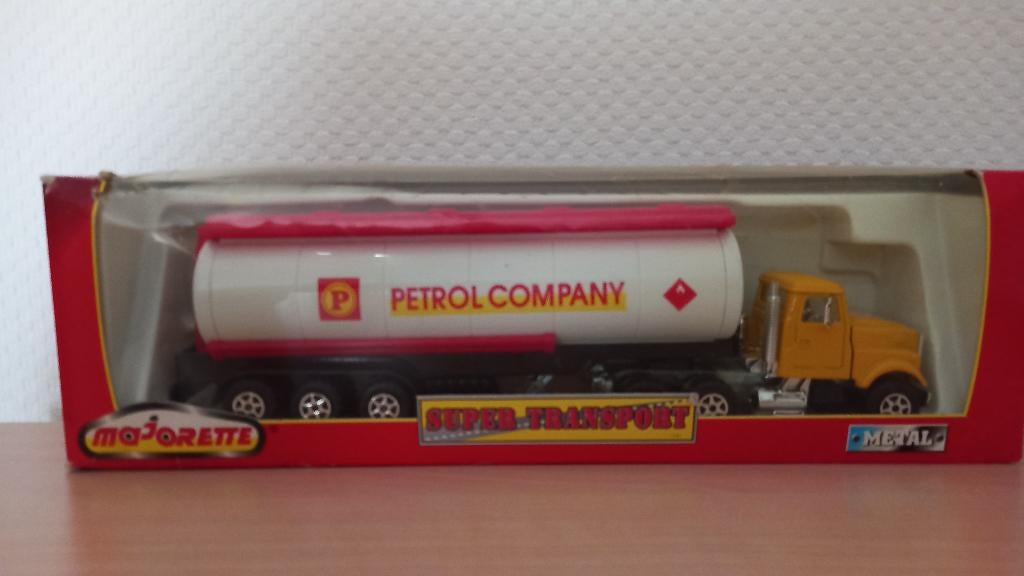 P
PETROL COMPANY
majorette
SUPER TRANSPORT
METAL